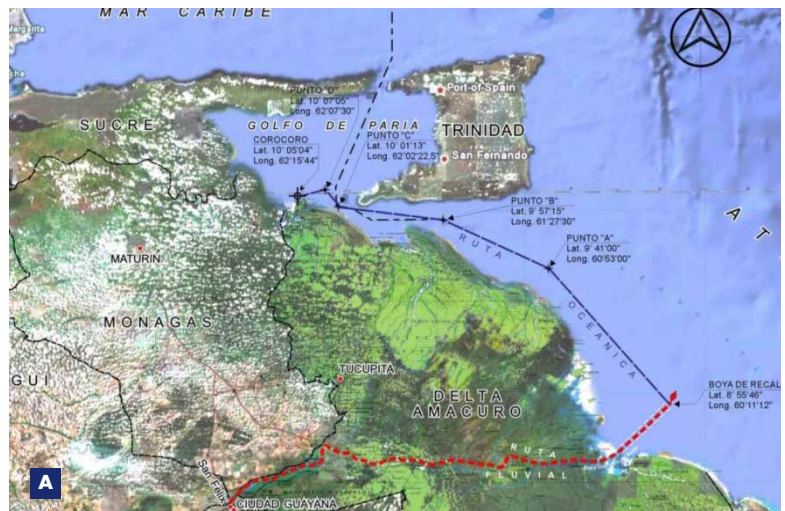 MAR CARIBE
Margarita
PUNTO "D"
Lat. 10° 07'05"
Long. 62°07'30"
Port-of-Spain
SUCRE
GOLFO DE PARIA
PUNTO "C"
Lat. 10° 01'13"
Long. 62°02'22,5"
TRINIDAD
COROCORO
Lat. 10° 05'04"
Long. 62°15'44"
San Fernando
PUNTO "B"
Lat. 9° 57'15"
Long. 61°27'30"
A T
RUTA
OCEANICA
PUNTO "A"
Lat. 9° 41'00"
Long. 60°53'00"
MATURIN
MONAGAS
GUI
TUCUPITA
DELTA
AMACURO
BOYA DE RECAL
Lat. 8° 55'46"
Long. 60°11'12"
RUTA
FLUVIAL
San Felix
CIUDAD GUAYANA
A